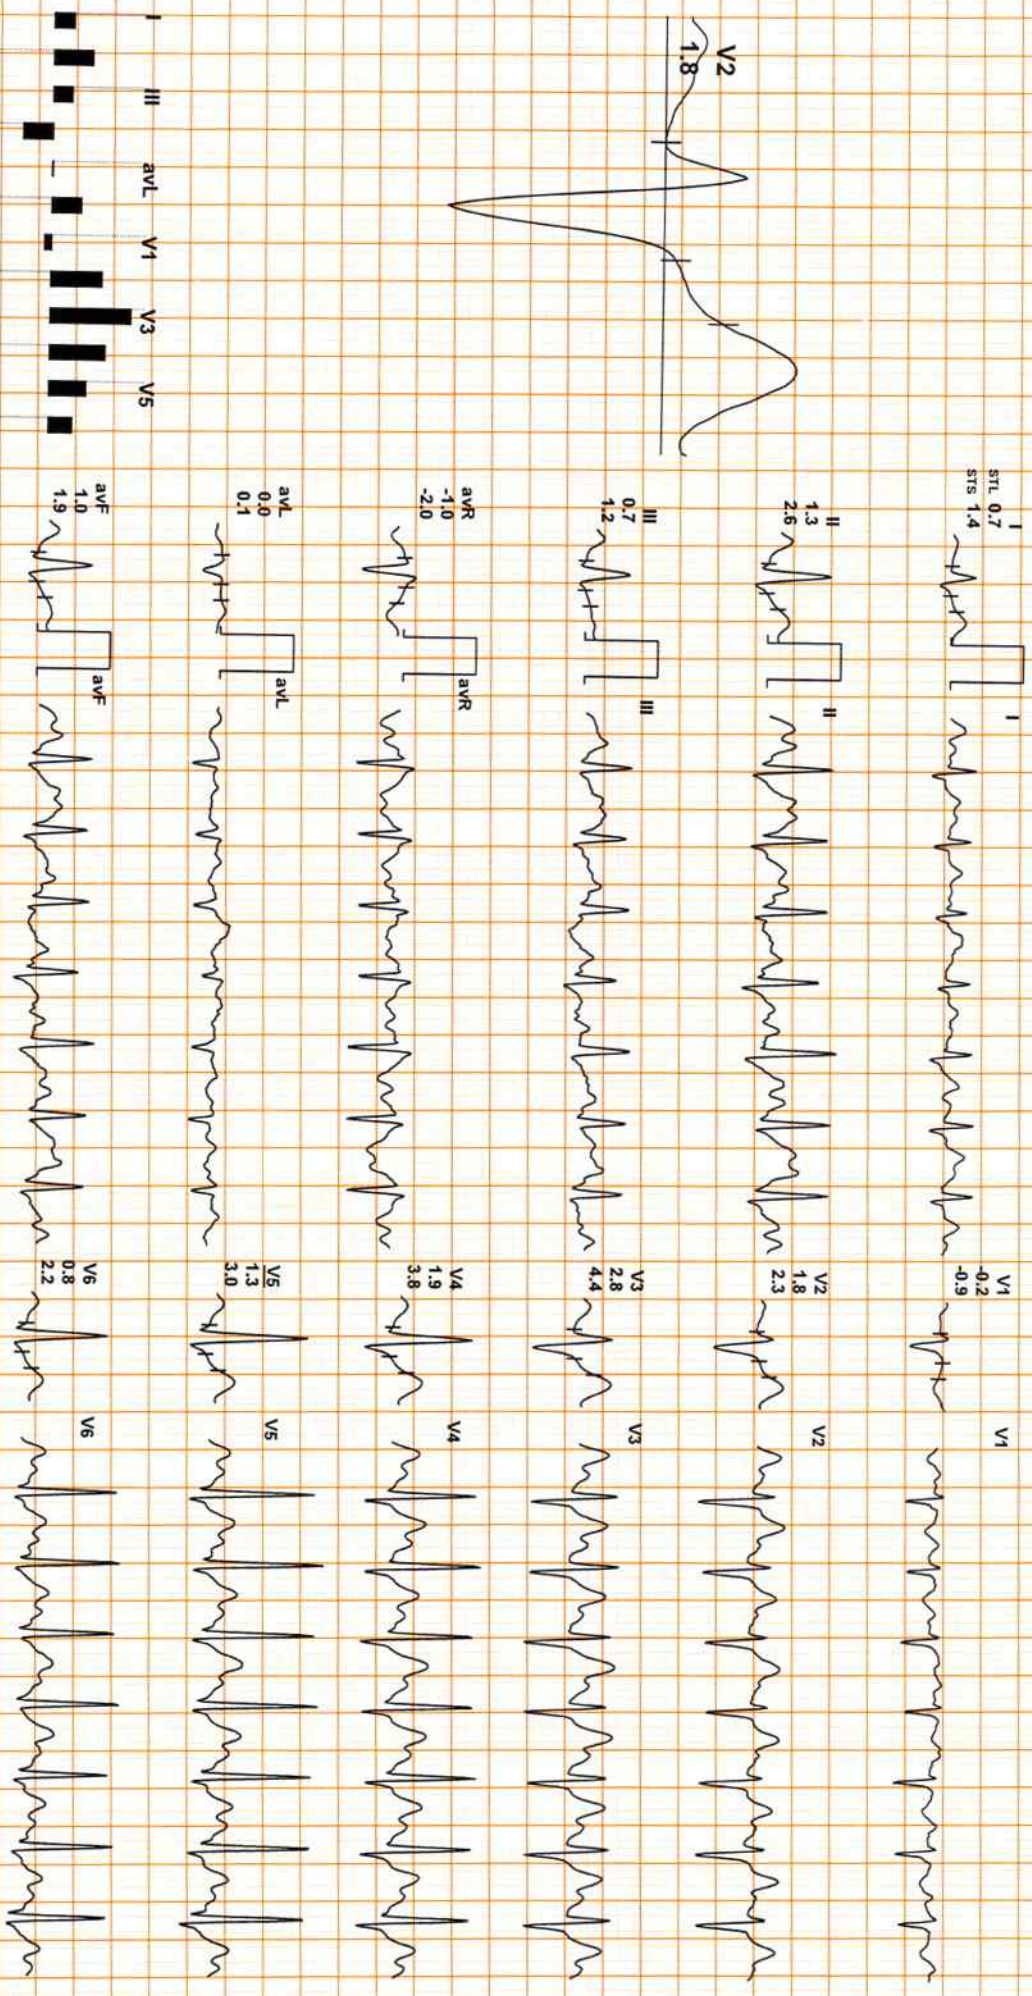 V2
1.8
I
III
avL
V1
V3
V5
I
STL 0.7
STS 1.4
I
II
1.3
2.6
II
III
0.7
1.2
III
avR
-1.0
-2.0
avR
avL
0.0
0.1
avL
avF
1.0
1.9
avF
V1
-0.2
-0.9
V1
V2
1.8
2.3
V2
V3
2.8
4.4
V3
V4
1.9
3.8
V4
V5
1.3
3.0
V5
V6
0.8
2.2
V6